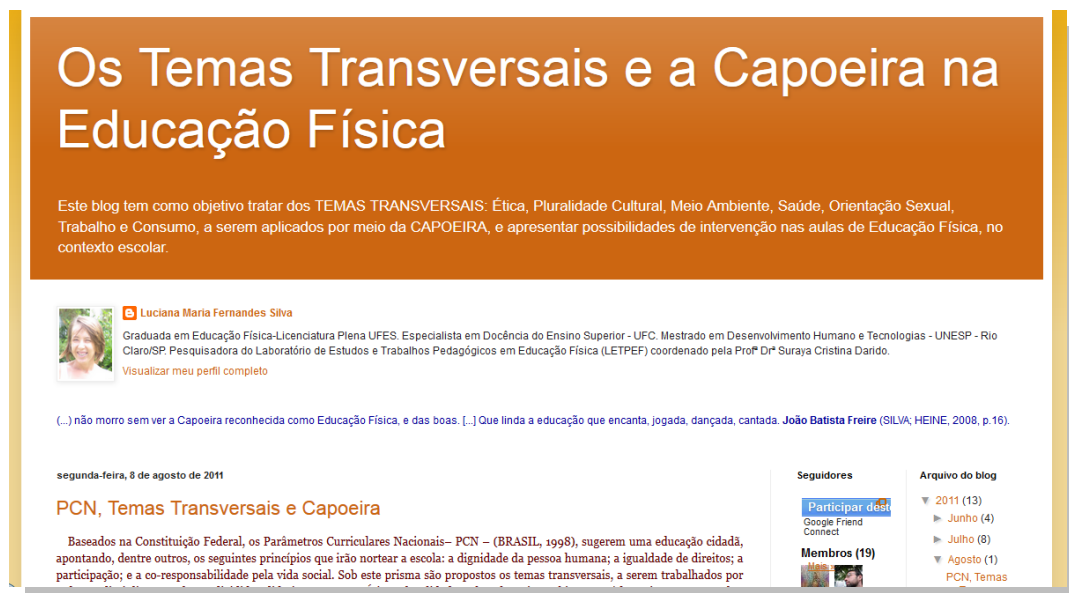 Os Temas Transversais e a Capoeira na
Educação Física
Este blog tem como objetivo tratar dos TEMAS TRANSVERSAIS: Ética, Pluralidade Cultural, Meio Ambiente, Saúde, Orientação Sexual,
Trabalho e Consumo, a serem aplicados por meio da CAPOEIRA, e apresentar possibilidades de intervenção nas aulas de Educação Física, no
contexto escolar.
Luciana Maria Fernandes Silva
Graduada em Educação Física-Licenciatura Plena UFES. Especialista em Docência do Ensino Superior - UFC. Mestrado em Desenvolvimento Humano e Tecnologias - UNESP - Rio
Claro/SP. Pesquisadora do Laboratório de Estudos e Trabalhos Pedagógicos em Educação Física (LETPEF) coordenado pela Profª Drª Suraya Cristina Darido.
Visualizar meu perfil completo
(...) não morro sem ver a Capoeira reconhecida como Educação Física, e das boas. [...] Que linda a educação que encanta, jogada, dançada, cantada. João Batista Freire (SILVA; HEINE, 2008, p.16).
segunda-feira, 8 de agosto de 2011
PCN, Temas Transversais e Capoeira
Baseados na Constituição Federal, os Parâmetros Curriculares Nacionais– PCN – (BRASIL, 1998), sugerem uma educação cidadã,
apontando, dentre outros, os seguintes princípios que irão nortear a escola: a dignidade da pessoa humana; a igualdade de direitos; a
participação; e a co-responsabilidade pela vida social. Sob este prisma são propostos os temas transversais, a serem trabalhados por
Seguidores
Participar deste
Google Friend
Connect
Membros (19)
Arquivo do blog
▼ 2011 (13)
► Junho (4)
► Julho (8)
▼ Agosto (1)
PCN, Temas